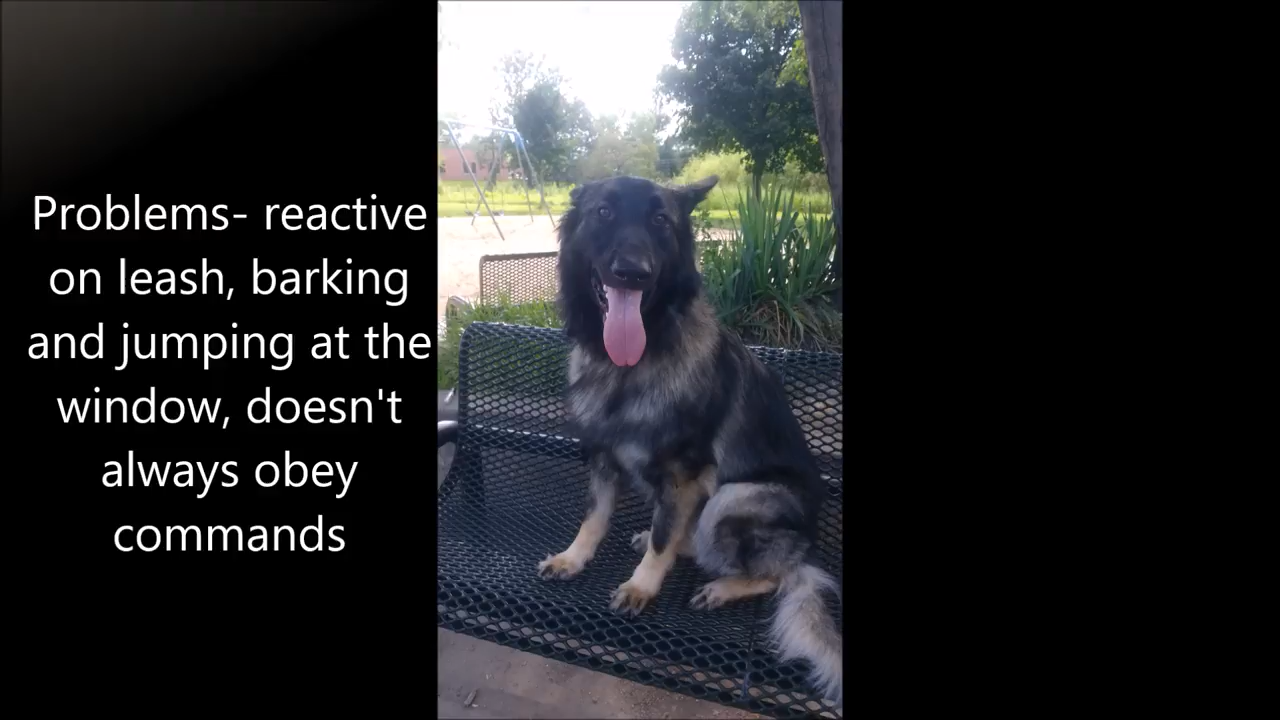 Problems- reactive
on leash, barking
and jumping at the
window, doesn't
always obey
commands